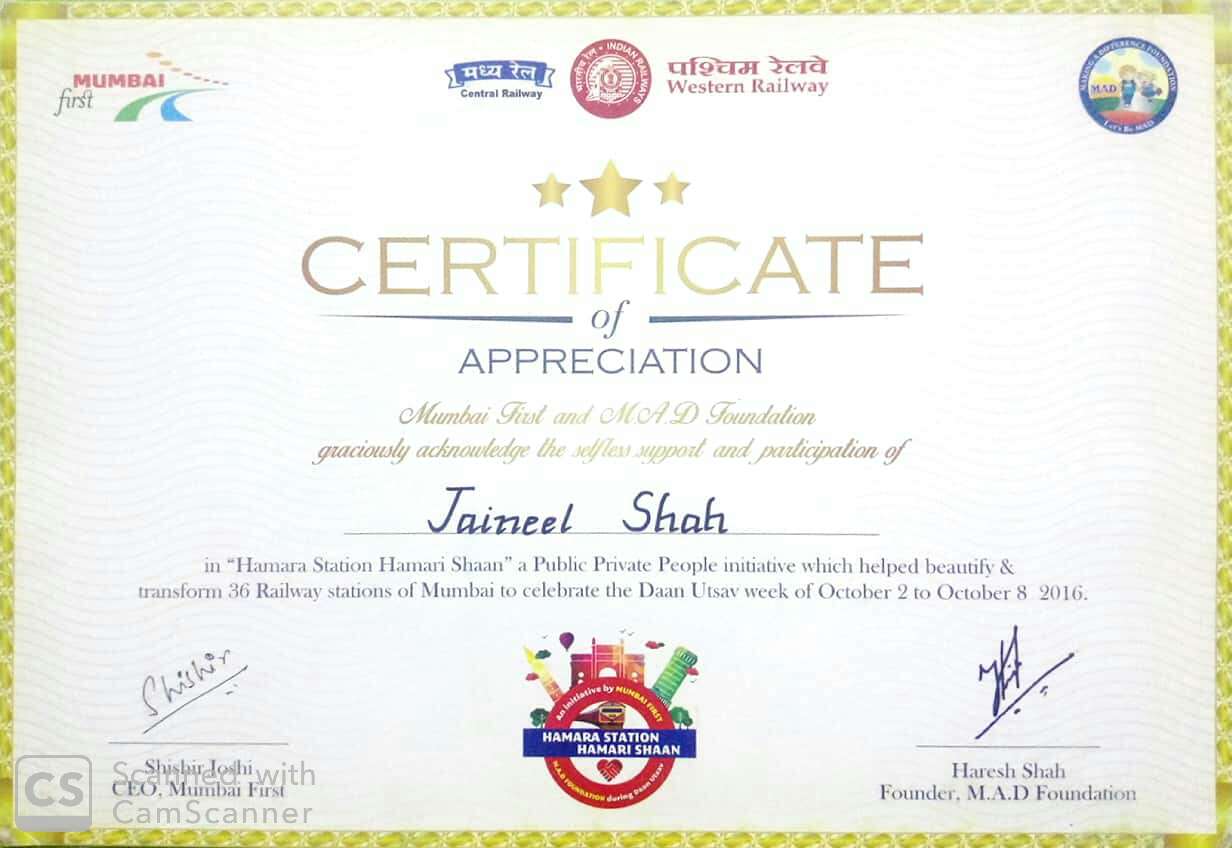 MUMBAI
first
मध्य रेल
Central Railway
भारतीय रेल • INDIAN RAILWAYS
पश्चिम रेलवे
Western Railway
MAKING A DIFFERENCE FOUNDATION
MAD
Let's Be MAD
CERTIFICATE
of
APPRECIATION
Mumbai First and M.A.D Foundation
graciously acknowledge the selfless support and participation of
Jaineel Shah
in “Hamara Station Hamari Shaan” a Public Private People initiative which helped beautify &
transform 36 Railway stations of Mumbai to celebrate the Daan Utsav week of October 2 to October 8 2016.
Shishir
An initiative by MUMBAI FIRST
HAMARA STATION
HAMARI SHAAN
M.A.D FOUNDATION during Daan Utsav
Shishir Joshi
CEO, Mumbai First
Haresh Shah
Founder, M.A.D Foundation
CS
Scanned with
CamScanner